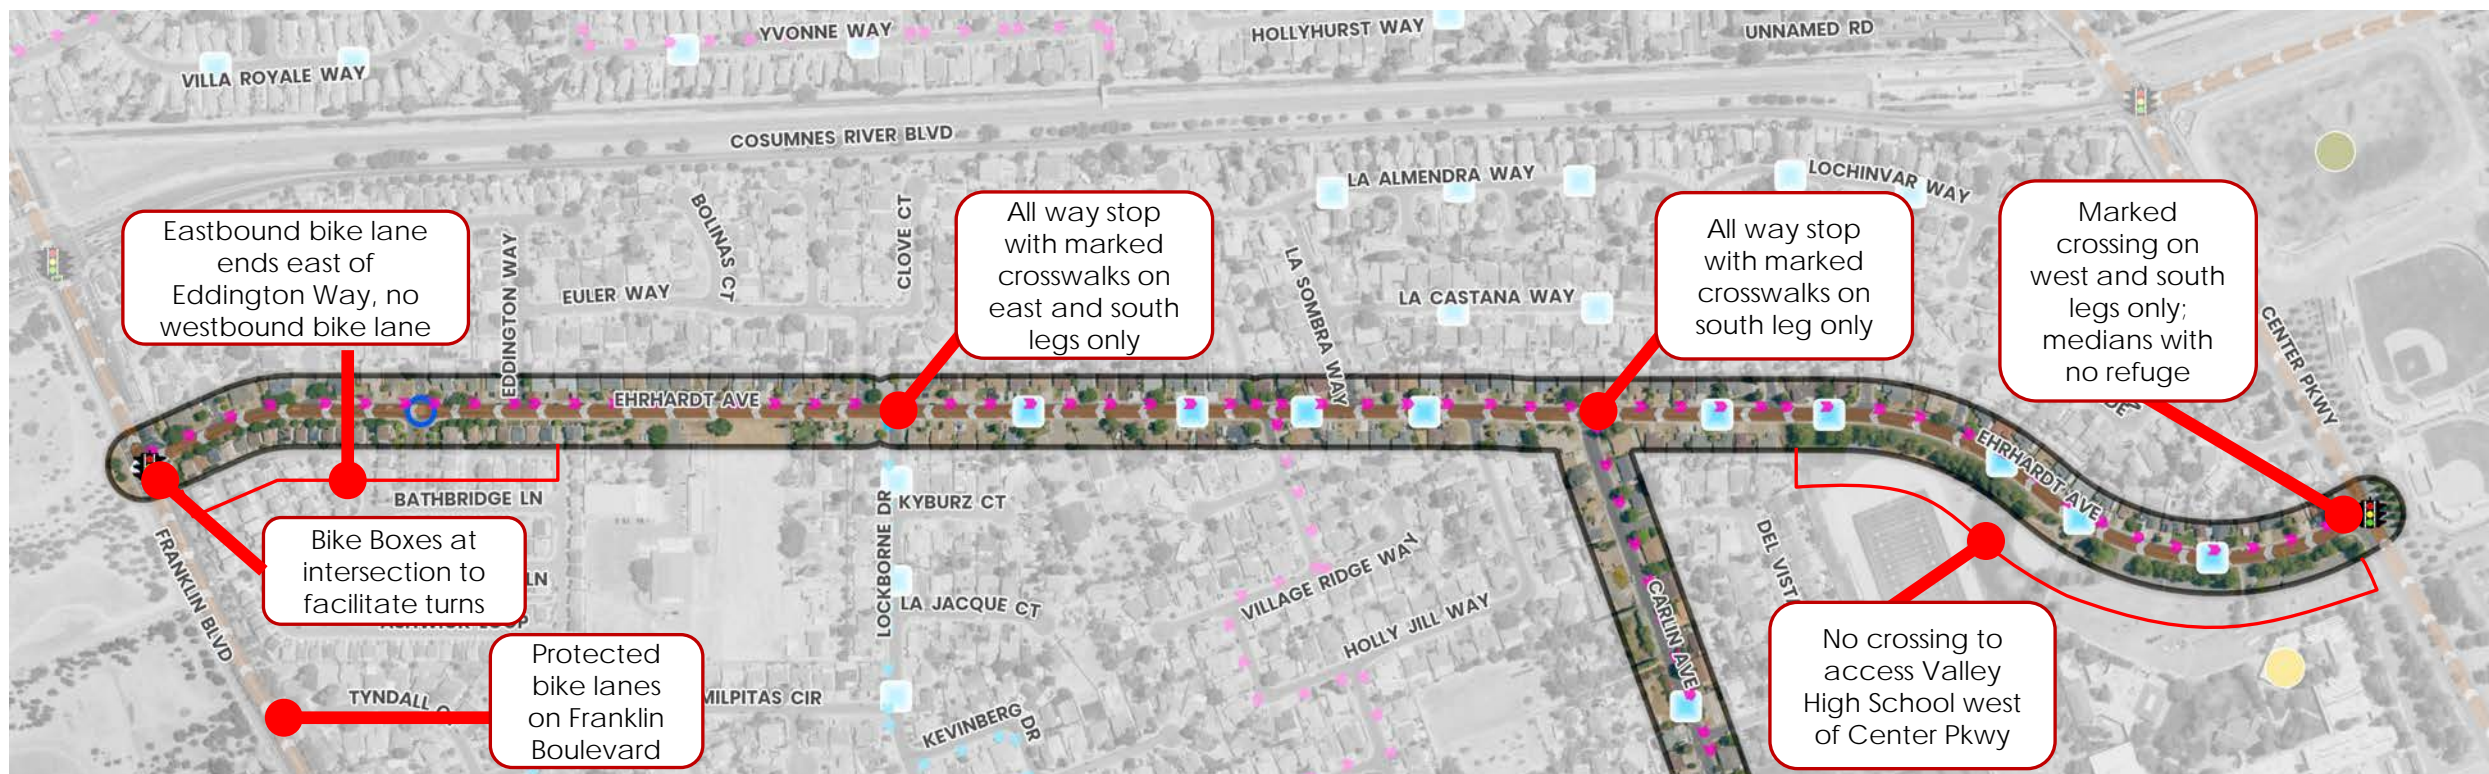 YVONNE WAY
HOLLYHURST WAY
UNNAMED RD
VILLA ROYALE WAY
COSUMNES RIVER BLVD
LA ALMENDRA WAY
LOCHINVAR WAY
BOLINAS CT
CLOVE CT
EDDINGTON WAY
EULER WAY
LA SOMBRA WAY
LA CASTANA WAY
CENTER PKWY
Eastbound bike lane
ends east of
Eddington Way, no
westbound bike lane
All way stop
with marked
crosswalks on
east and south
legs only
All way stop
with marked
crosswalks on
south leg only
Marked
crossing on
west and south
legs only;
medians with
no refuge
EHRHARDT AVE
EHRHARDT AVE
BATHBRIDGE LN
KYBURZ CT
LOCKBORNE DR
FRANKLIN BLVD
Bike Boxes at
intersection to
facilitate turns
LN
LA JACQUE CT
VILLAGE RIDGE WAY
HOLLY JILL WAY
CARLIN AVE
DEL VISTA
No crossing to
access Valley
High School west
of Center Pkwy
Protected
bike lanes
on Franklin
Boulevard
TYNDALL
MILPITAS CIR
KEVINBERG DR